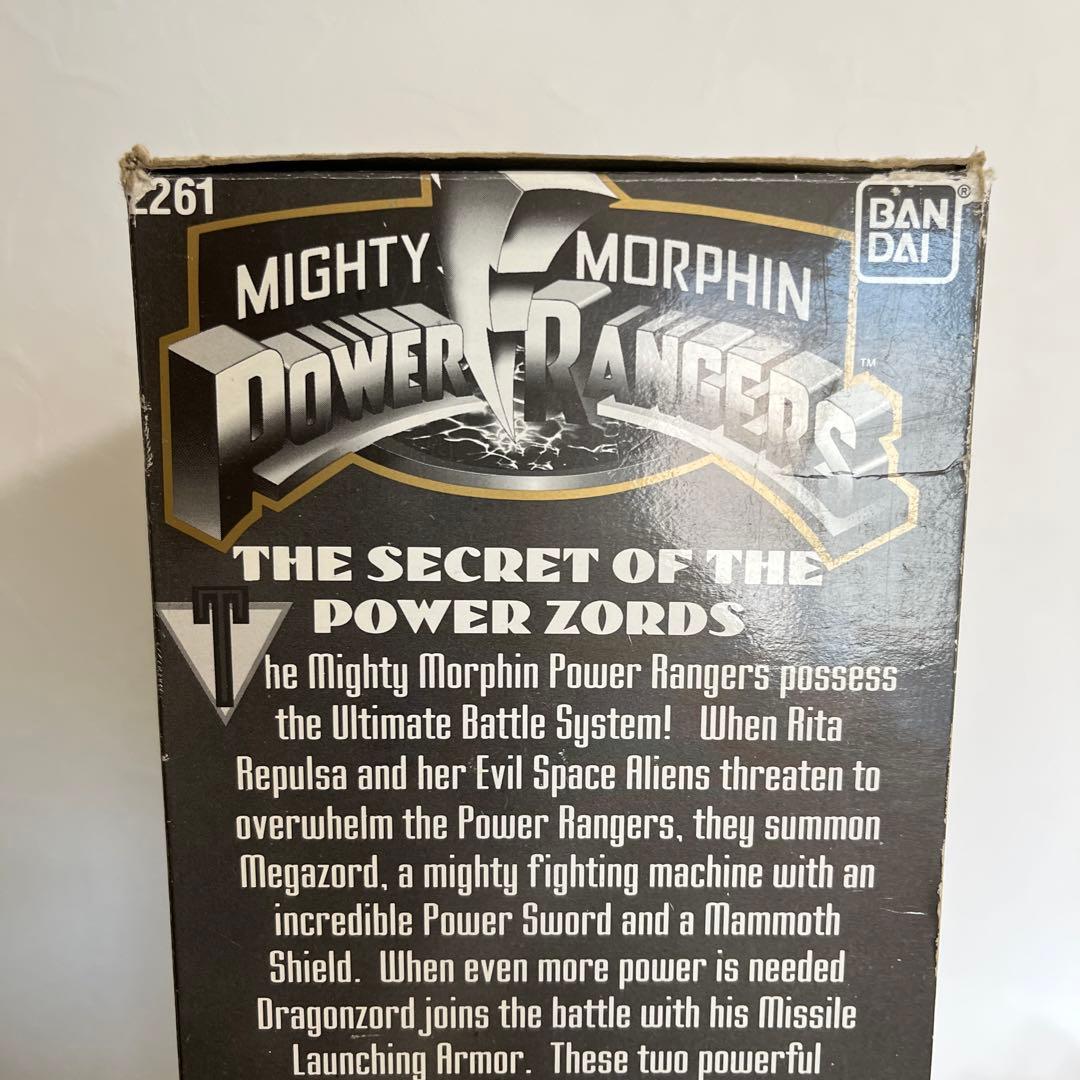 2261
BAN
DAI
®
MIGHTY MORPHIN
POWER RANGERS
TM
THE SECRET OF THE
POWER ZORDS
The Mighty Morphin Power Rangers possess
the Ultimate Battle System! When Rita
Repulsa and her Evil Space Aliens threaten to
overwhelm the Power Rangers, they summon
Megazord, a mighty fighting machine with an
incredible Power Sword and a Mammoth
Shield. When even more power is needed
Dragonzord joins the battle with his Missile
Launching Armor. These two powerful